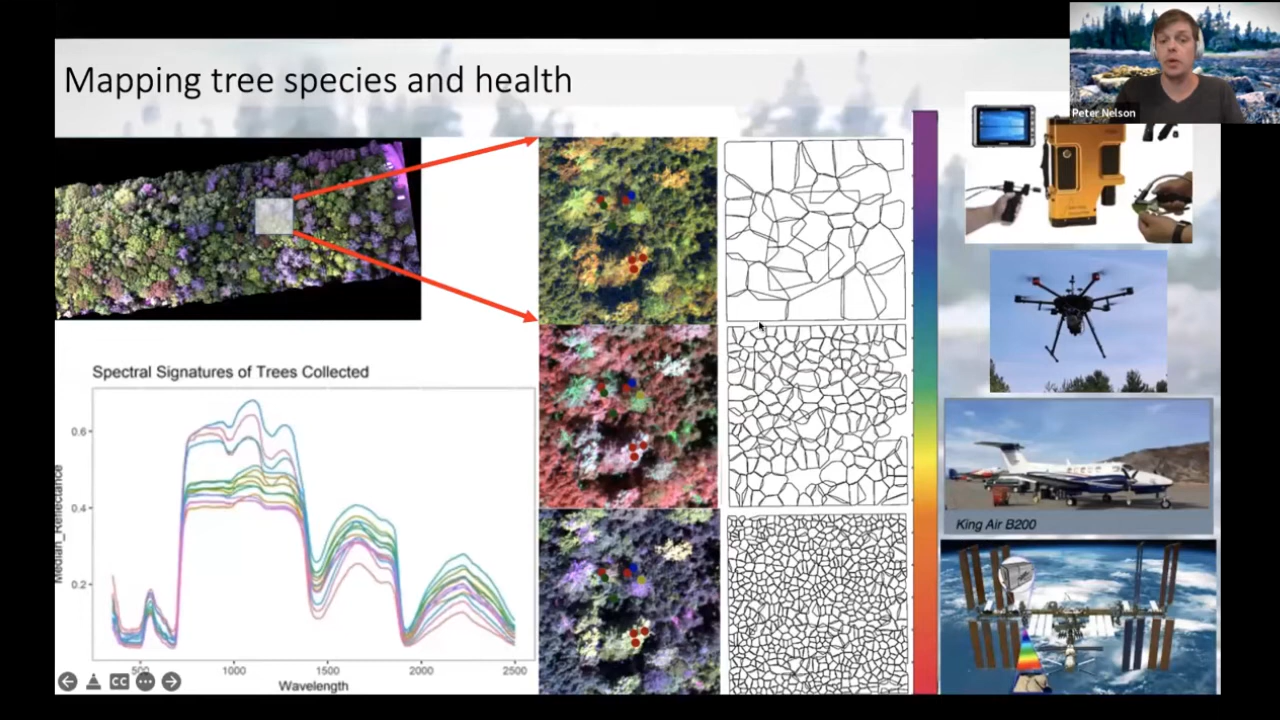 Mapping tree species and health
Peter Nelson
Spectral Signatures of Trees Collected
Median_Reflectance
0.6
0.4
0.2
500
1000
1500
2000
2500
Wavelength
CC
King Air B200